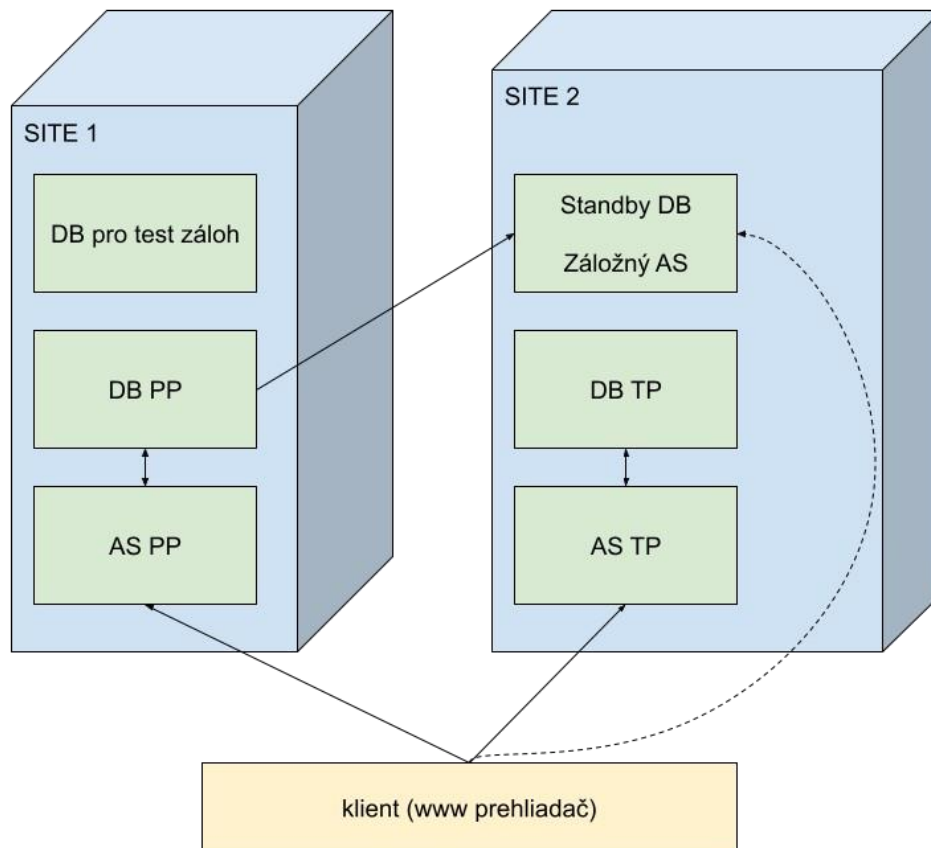 SITE 1
DB pro test záloh
DB PP
AS PP
SITE 2
Standby DB
Záložný AS
DB TP
AS TP
klient (www prehliadač)